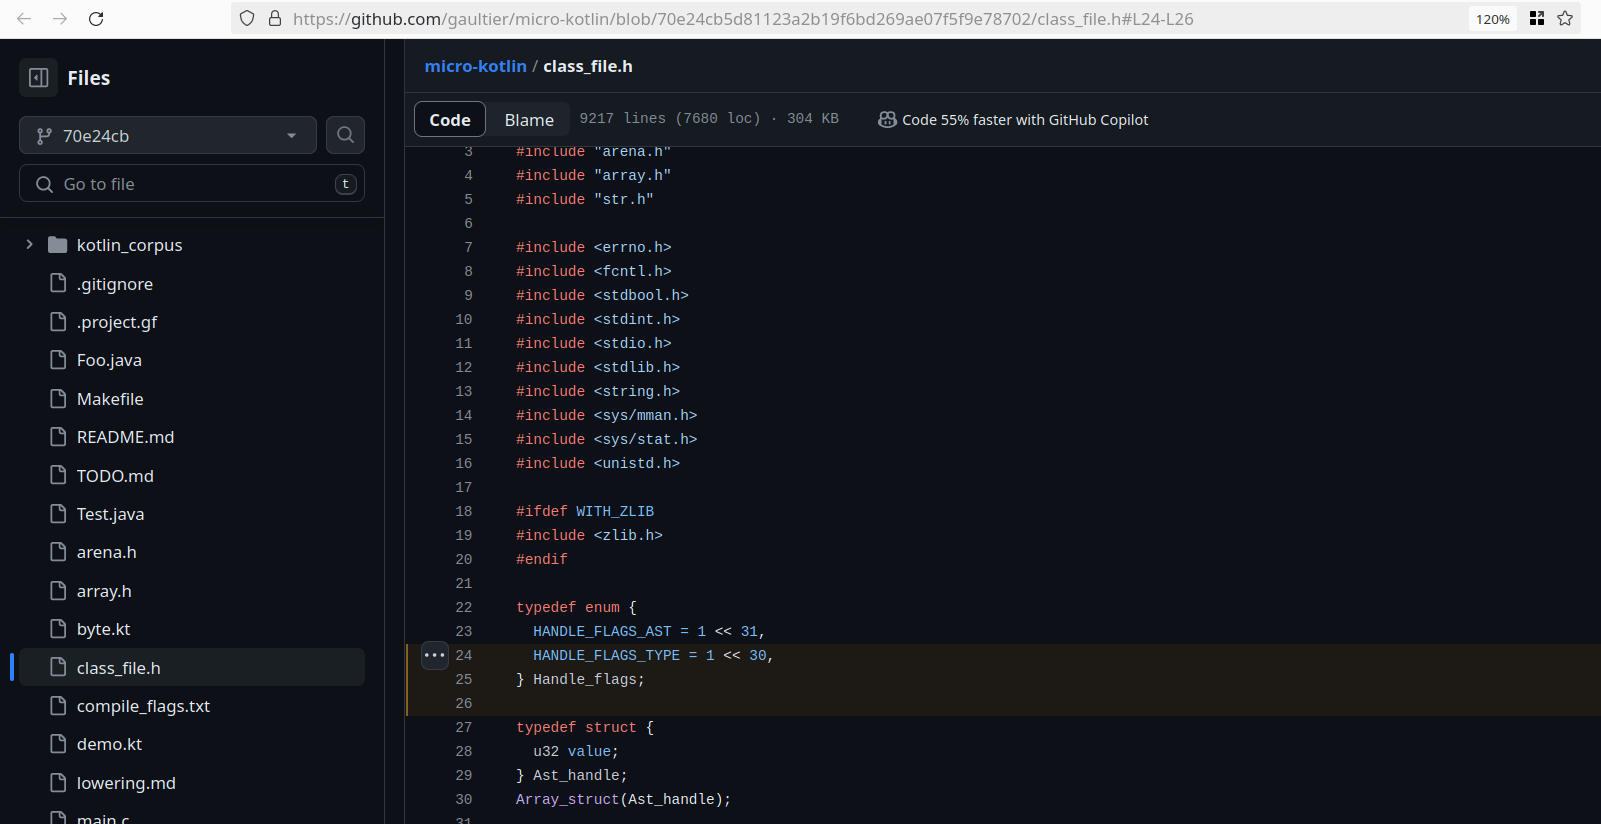 https://github.com/gaultier/micro-kotlin/blob/70e24cb5d81123a2b19f6bd269ae07f5f9e78702/class_file.h#L24-L26
120%
Files
70e24cb
Go to file
t
kotlin_corpus
.gitignore
.project.gf
Foo.java
Makefile
README.md
TODO.md
Test.java
arena.h
array.h
byte.kt
class_file.h
compile_flags.txt
demo.kt
lowering.md
main.c
micro-kotlin / class_file.h
Code
Blame
9217 lines (7680 loc) · 304 KB
Code 55% faster with GitHub Copilot
3 #include "arena.h"
4 #include "array.h"
5 #include "str.h"
6
7 #include <errno.h>
8 #include <fcntl.h>
9 #include <stdbool.h>
10 #include <stdint.h>
11 #include <stdio.h>
12 #include <stdlib.h>
13 #include <string.h>
14 #include <sys/mman.h>
15 #include <sys/stat.h>
16 #include <unistd.h>
17
18 #ifdef WITH_ZLIB
19 #include <zlib.h>
20 #endif
21
22 typedef enum {
23 HANDLE_FLAGS_AST = 1 << 31,
24 HANDLE_FLAGS_TYPE = 1 << 30,
25 } Handle_flags;
26
27 typedef struct {
28 u32 value;
29 } Ast_handle;
30 Array_struct(Ast_handle);
31